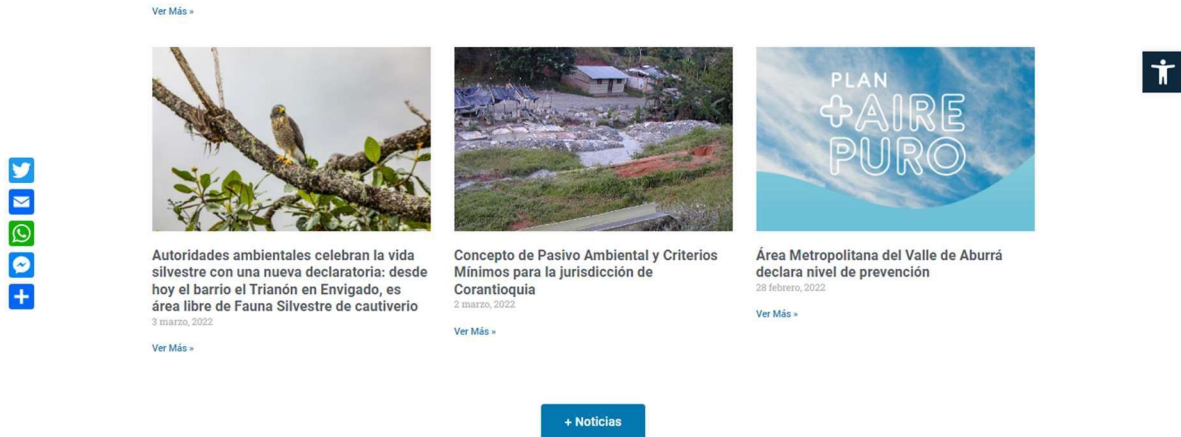 Ver Más »
PLAN
+AIRE
PURO
Autoridades ambientales celebran la vida
silvestre con una nueva declaratoria: desde
hoy el barrio el Trianón en Envigado, es
área libre de Fauna Silvestre de cautiverio
3 marzo, 2022
Ver Más »
Concepto de Pasivo Ambiental y Criterios
Mínimos para la jurisdicción de
Corantioquia
2 marzo, 2022
Ver Más »
Área Metropolitana del Valle de Aburrá
declara nivel de prevención
28 febrero, 2022
Ver Más »
+ Noticias